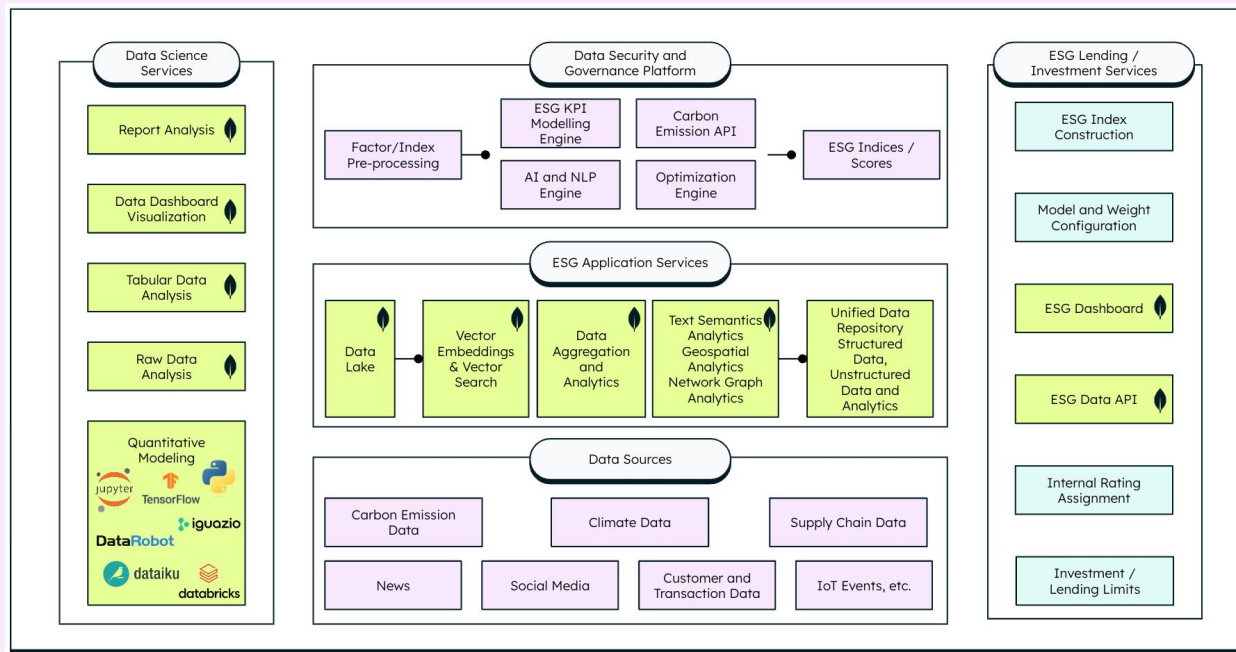 Data Science
Services
Report Analysis
Data Dashboard
Visualization
Tabular Data
Analysis
Raw Data
Analysis
Quantitative
Modeling
jupyter
TensorFlow
iguazio
DataRobot
dataiku
databricks
Data Security and
Governance Platform
Factor/Index
Pre-processing
ESG KPI
Modelling
Engine
Carbon
Emission API
AI and NLP
Engine
Optimization
Engine
ESG Indices /
Scores
ESG Application Services
Data
Lake
Vector
Embeddings
& Vector
Search
Data
Aggregation
and
Analytics
Text Semantics
Analytics
Geospatial
Analytics
Network Graph
Analytics
Unified Data
Repository
Structured
Data,
Unstructured
Data and
Analytics
Data Sources
Carbon Emission
Data
Climate Data
Supply Chain Data
News
Social Media
Customer and
Transaction Data
IoT Events, etc.
ESG Lending /
Investment Services
ESG Index
Construction
Model and Weight
Configuration
ESG Dashboard
ESG Data API
Internal Rating
Assignment
Investment /
Lending Limits